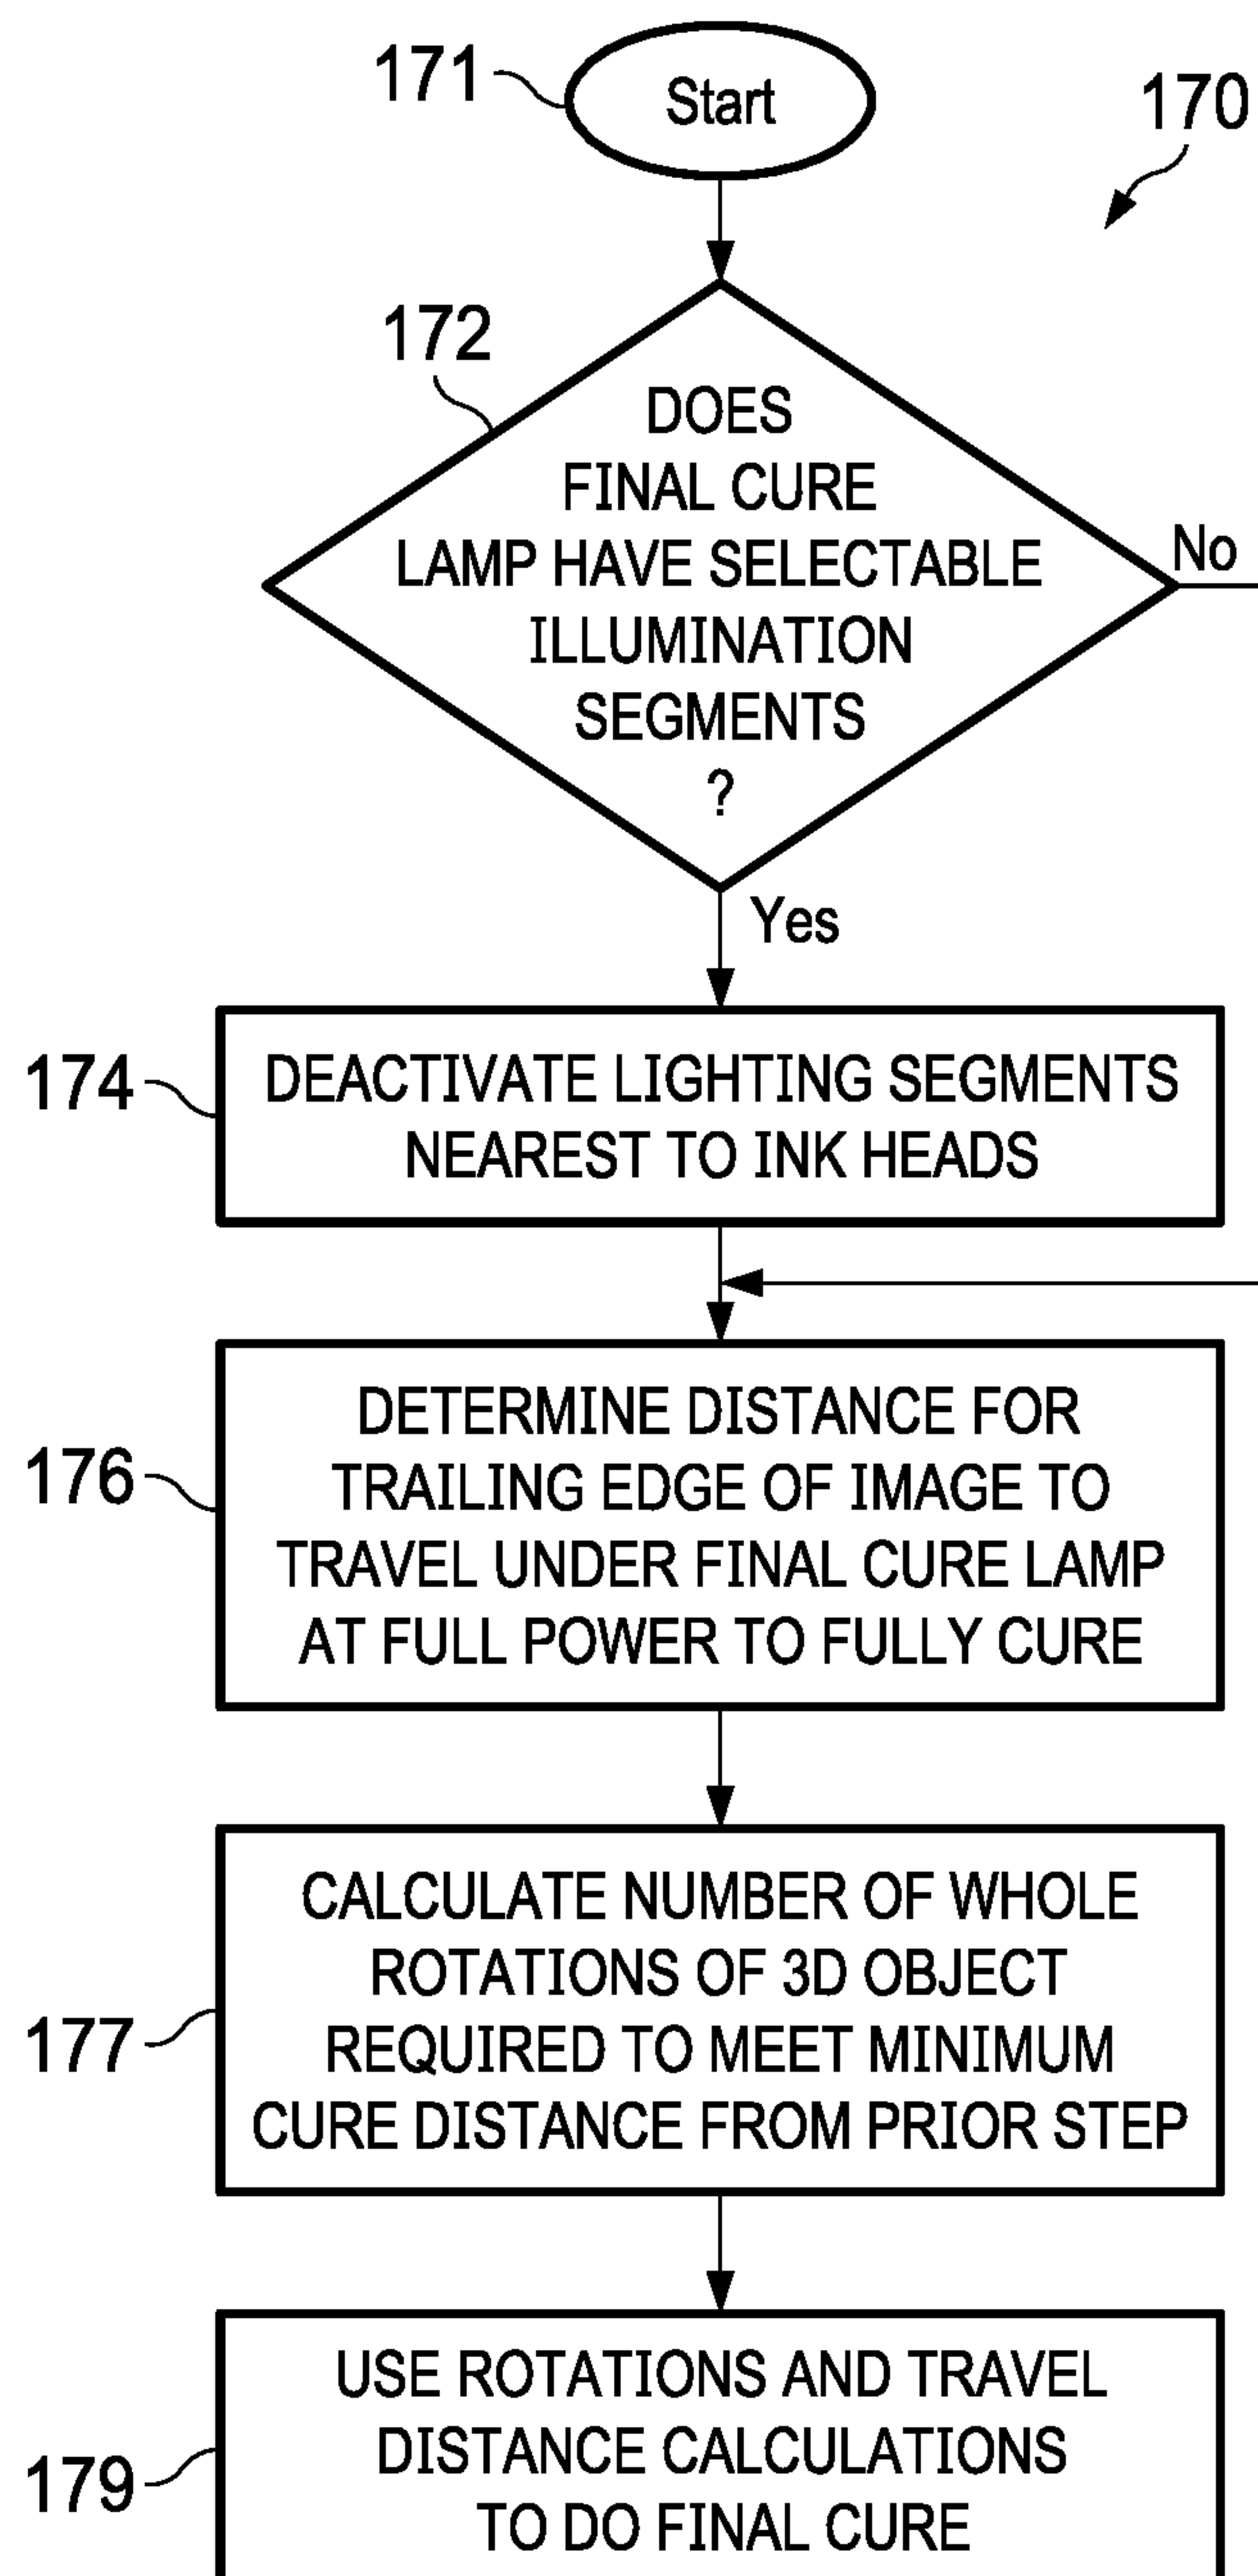 171
Start
170
172
DOES
FINAL CURE
LAMP HAVE SELECTABLE
ILLUMINATION
SEGMENTS
?
No
Yes
174
DEACTIVATE LIGHTING SEGMENTS
NEAREST TO INK HEADS
176
DETERMINE DISTANCE FOR
TRAILING EDGE OF IMAGE TO
TRAVEL UNDER FINAL CURE LAMP
AT FULL POWER TO FULLY CURE
177
CALCULATE NUMBER OF WHOLE
ROTATIONS OF 3D OBJECT
REQUIRED TO MEET MINIMUM
CURE DISTANCE FROM PRIOR STEP
179
USE ROTATIONS AND TRAVEL
DISTANCE CALCULATIONS
TO DO FINAL CURE